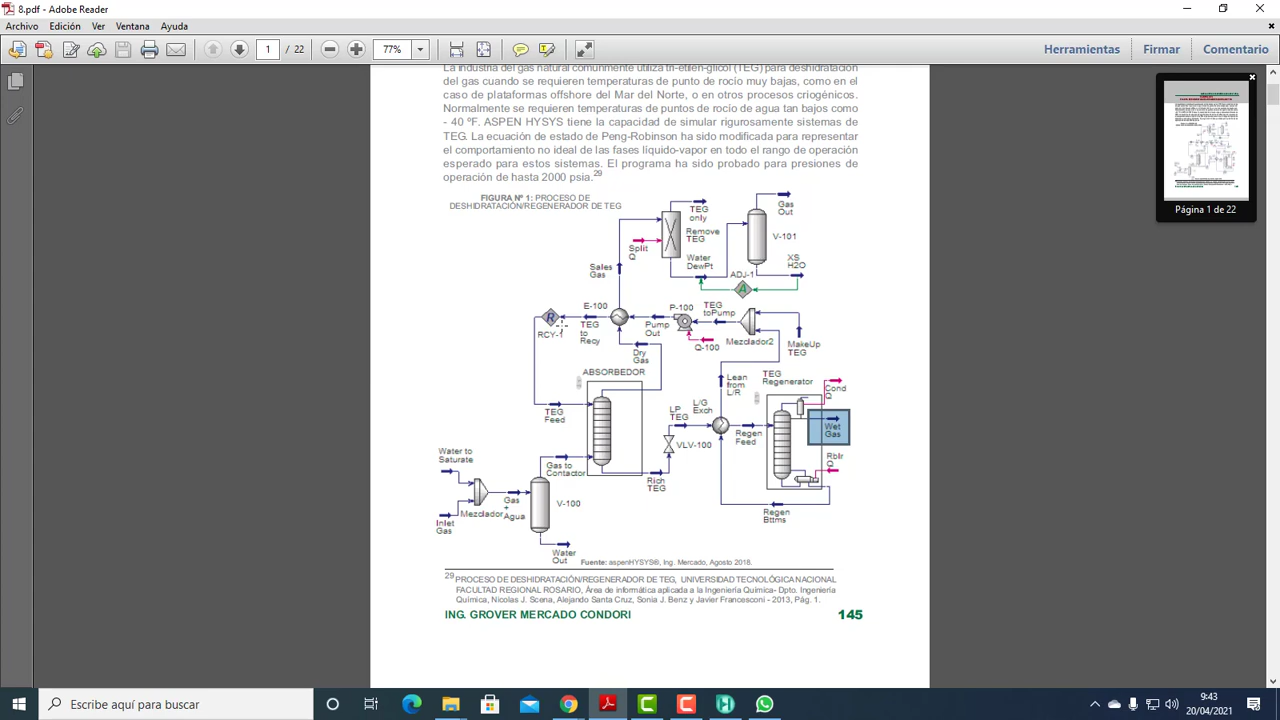 8.pdf - Adobe Reader
Archivo Edición Ver Ventana Ayuda
1 / 22 77% Herramientas Firmar Comentario
La industria del gas natural comúnmente utiliza tri-etilen-glicol (TEG) para deshidratación
del gas cuando se requieren temperaturas de punto de rocío muy bajas, como en el
caso de plataformas offshore del Mar del Norte, o en otros procesos criogénicos.
Normalmente se requieren temperaturas de puntos de rocío de agua tan bajos como
- 40 ºF. ASPEN HYSYS tiene la capacidad de simular rigurosamente sistemas de
TEG. La ecuación de estado de Peng-Robinson ha sido modificada para representar
el comportamiento no ideal de las fases líquido-vapor en todo el rango de operación
esperado para estos sistemas. El programa ha sido probado para presiones de
operación de hasta 2000 psia.29
FIGURA Nº 1: PROCESO DE
DESHIDRATACIÓN/REGENERADOR DE TEG
TEG
only
Gas
Out
Split
Q
Remove
TEG
V-101
Water
DewPt
XS
H2O
Sales
Gas
ADJ-1
A
E-100
P-100
TEG
toPump
R
RCY-1
TEG
to
Recy
Pump
Out
Q-100
Mezclador2
MakeUp
TEG
Dry
Gas
ABSORBEDOR
Lean
from
L/R
TEG
Regenerator
Cond
Q
TEG
Feed
LP
TEG
L/G
Exch
Wet
Gas
VLV-100
Regen
Feed
Water to
Saturate
Gas to
Contactor
Rblr
Q
Rich
TEG
Mezclador
Gas
+
Agua
V-100
Inlet
Gas
Regen
Bttms
Water
Out
Fuente: aspenHYSYS®, Ing. Mercado, Agosto 2018.
29 PROCESO DE DESHIDRATACIÓN/REGENERADOR DE TEG, UNIVERSIDAD TECNOLÓGICA NACIONAL
FACULTAD REGIONAL ROSARIO, Área de informática aplicada a la Ingeniería Química- Dpto. Ingeniería
Química, Nicolas J. Scena, Alejando Santa Cruz, Sonia J. Benz y Javier Francesconi - 2013, Pág. 1.
ING. GROVER MERCADO CONDORI 145
Página 1 de 22
Escribe aquí para buscar
9:43
20/04/2021